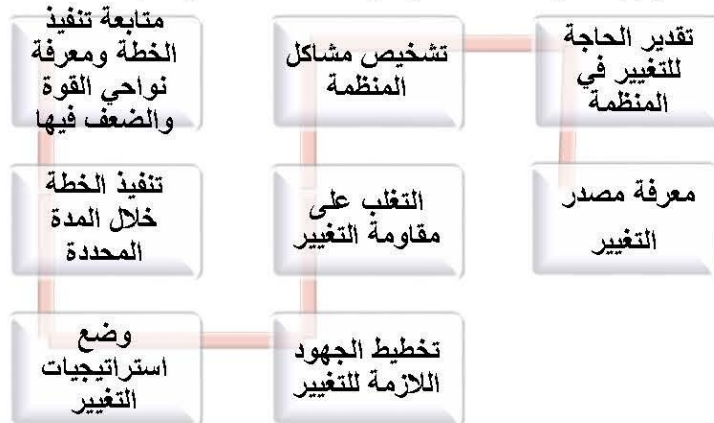 معرفة مصدر
التغيير
تقدير الحاجة
للتغيير في
المنظمة
تشخيص مشاكل
المنظمة
التغلب على
مقاومة التغيير
تخطيط الجهود
اللازمة للتغيير
وضع
استراتيجيات
التغيير
تنفيذ الخطة
خلال المدة
المحددة
متابعة تنفيذ
الخطة ومعرفة
نواحي القوة
والضعف فيها